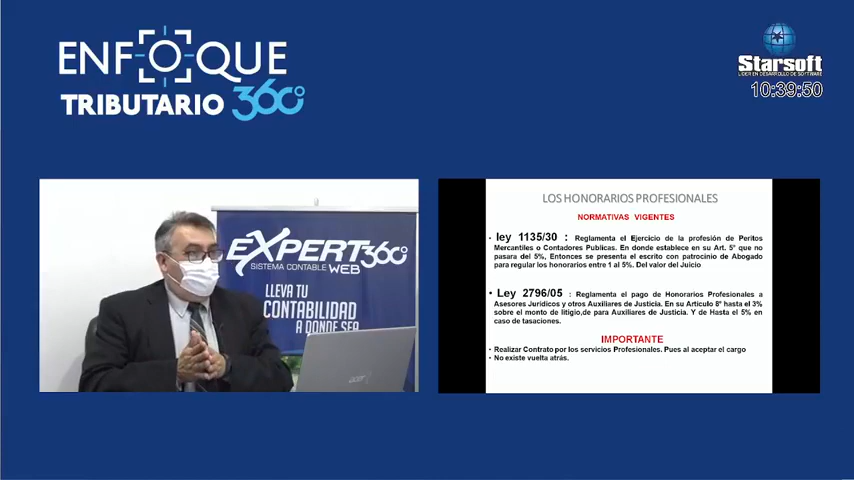 ENFOQUE
TRIBUTARIO 360°
Starsoft
LIDER EN DESARROLLO DE SOFTWARE
10:39:50
EXPERT360°
SISTEMA CONTABLE WEB
LLEVA TU
CONTABILIDAD
A DONDE SEA
acer
LOS HONORARIOS PROFESIONALES
NORMATIVAS VIGENTES
• ley 1135/30 : Reglamenta el Ejercicio de la profesión de Peritos
Mercantiles o Contadores Publicas. En donde establece en su Art. 5° que no
pasara del 5%, Entonces se presenta el escrito con patrocinio de Abogado
para regular los honorarios entre 1 al 5%. Del valor del Juicio
• Ley 2796/05 : Reglamenta el pago de Honorarios Profesionales a
Asesores Jurídicos y otros Auxiliares de Justicia. En su Articulo 8° hasta el 3%
sobre el monto de litigio,de para Auxiliares de Justicia. Y de Hasta el 5% en
caso de tasaciones.
IMPORTANTE
• Realizar Contrato por los servicios Profesionales. Pues al aceptar el cargo
• No existe vuelta atrás.